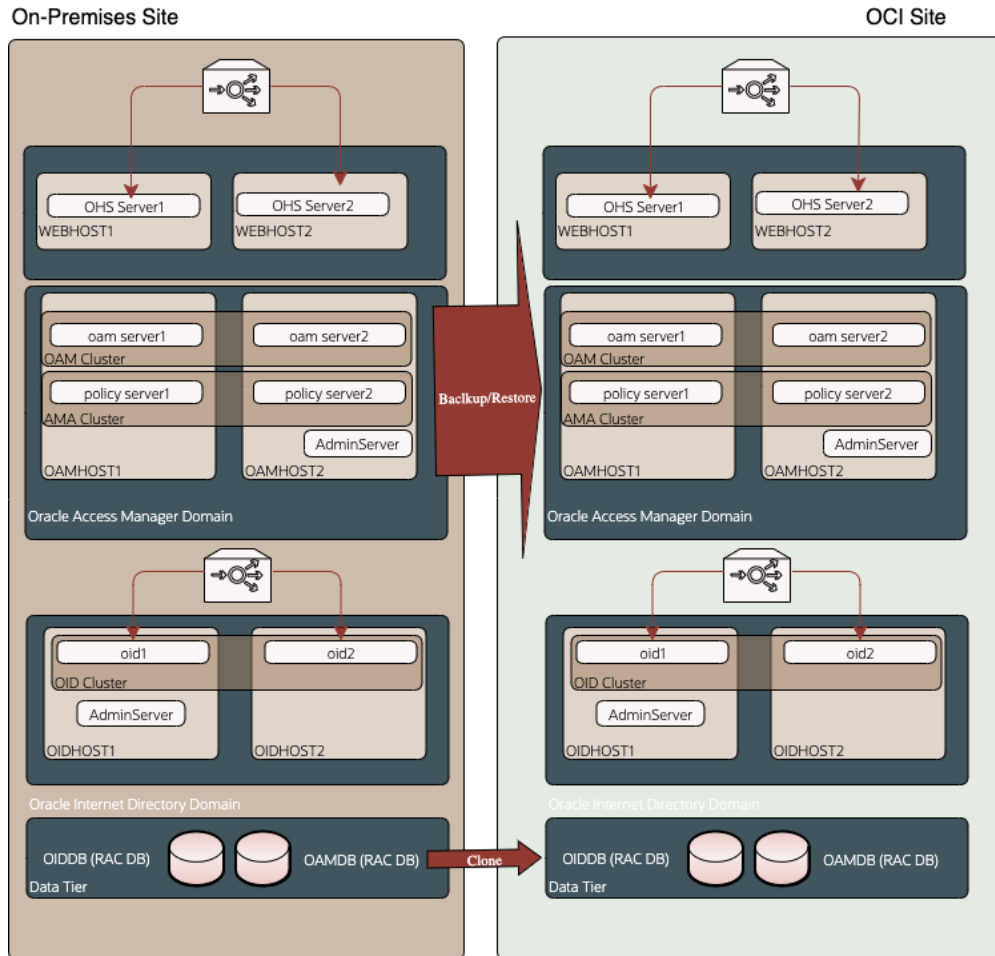 On-Premises Site
OCI Site
OHS Server1
WEBHOST1
OHS Server2
WEBHOST2
OHS Server1
WEBHOST1
OHS Server2
WEBHOST2
oam server1
oam server2
OAM Cluster
policy server1
policy server2
AMA Cluster
AdminServer
OAMHOST1
OAMHOST2
Oracle Access Manager Domain
Baclkup/Restore
oam server1
oam server2
OAM Cluster
policy server1
policy server2
AMA Cluster
AdminServer
OAMHOST1
OAMHOST2
Oracle Access Manager Domain
oid1
oid2
OID Cluster
AdminServer
OIDHOST1
OIDHOST2
Oracle Internet Directory Domain
oid1
oid2
OID Cluster
AdminServer
OIDHOST1
OIDHOST2
Oracle Internet Directory Domain
OIDDB (RAC DB)
OAMDB (RAC DB)
Data Tier
Clone
OIDDB (RAC DB)
OAMDB (RAC DB)
Data Tier